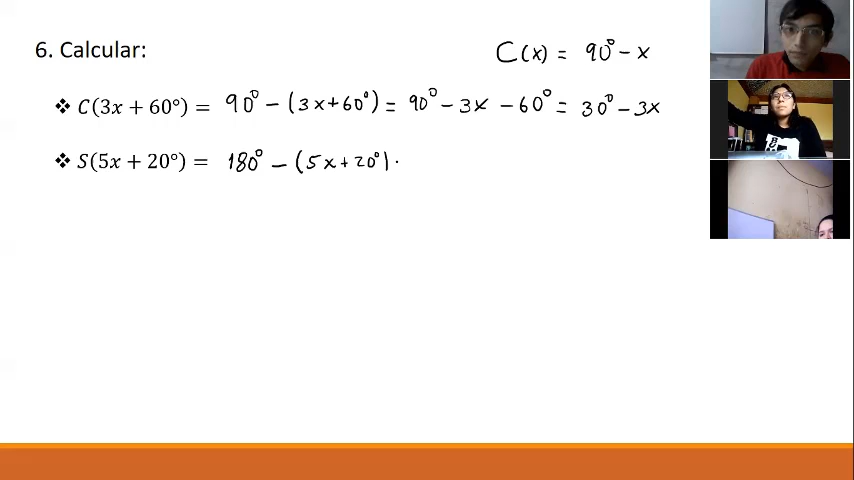 6. Calcular:
C(x) = 90° - x
❖ C(3x + 60°) = 90° - (3x+60°) = 90° - 3x - 60° = 30° - 3x
❖ S(5x + 20°) = 180° - (5x+20°)